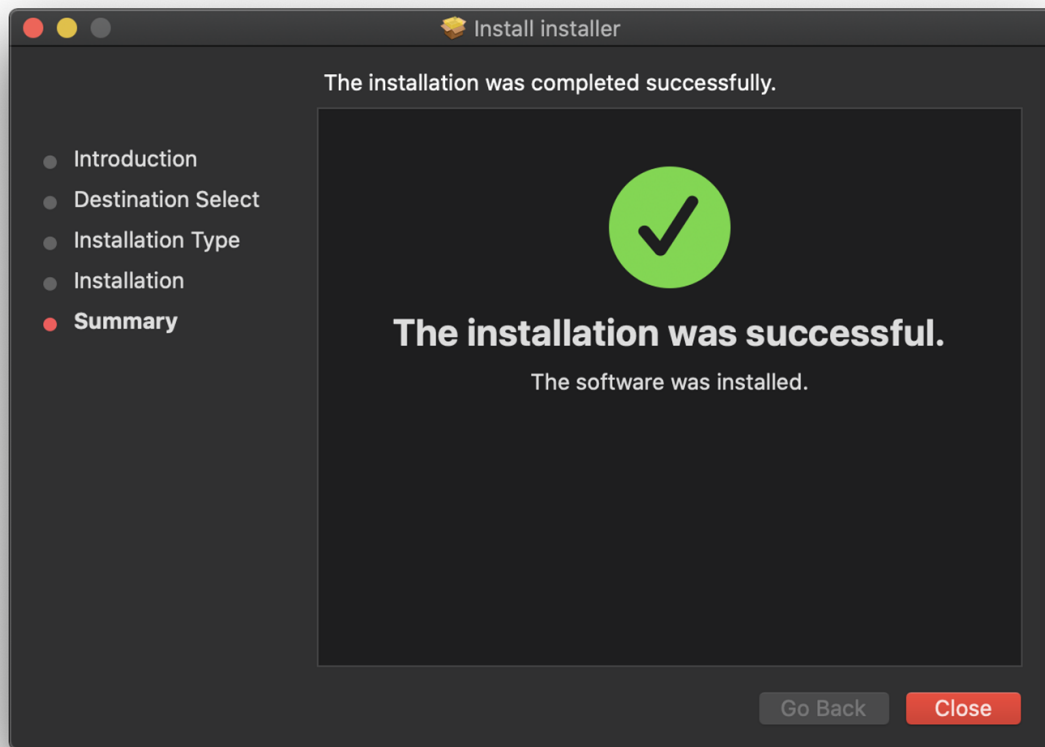 Install installer
The installation was completed successfully.
Introduction
Destination Select
Installation Type
Installation
Summary
The installation was successful.
The software was installed.
Go Back
Close